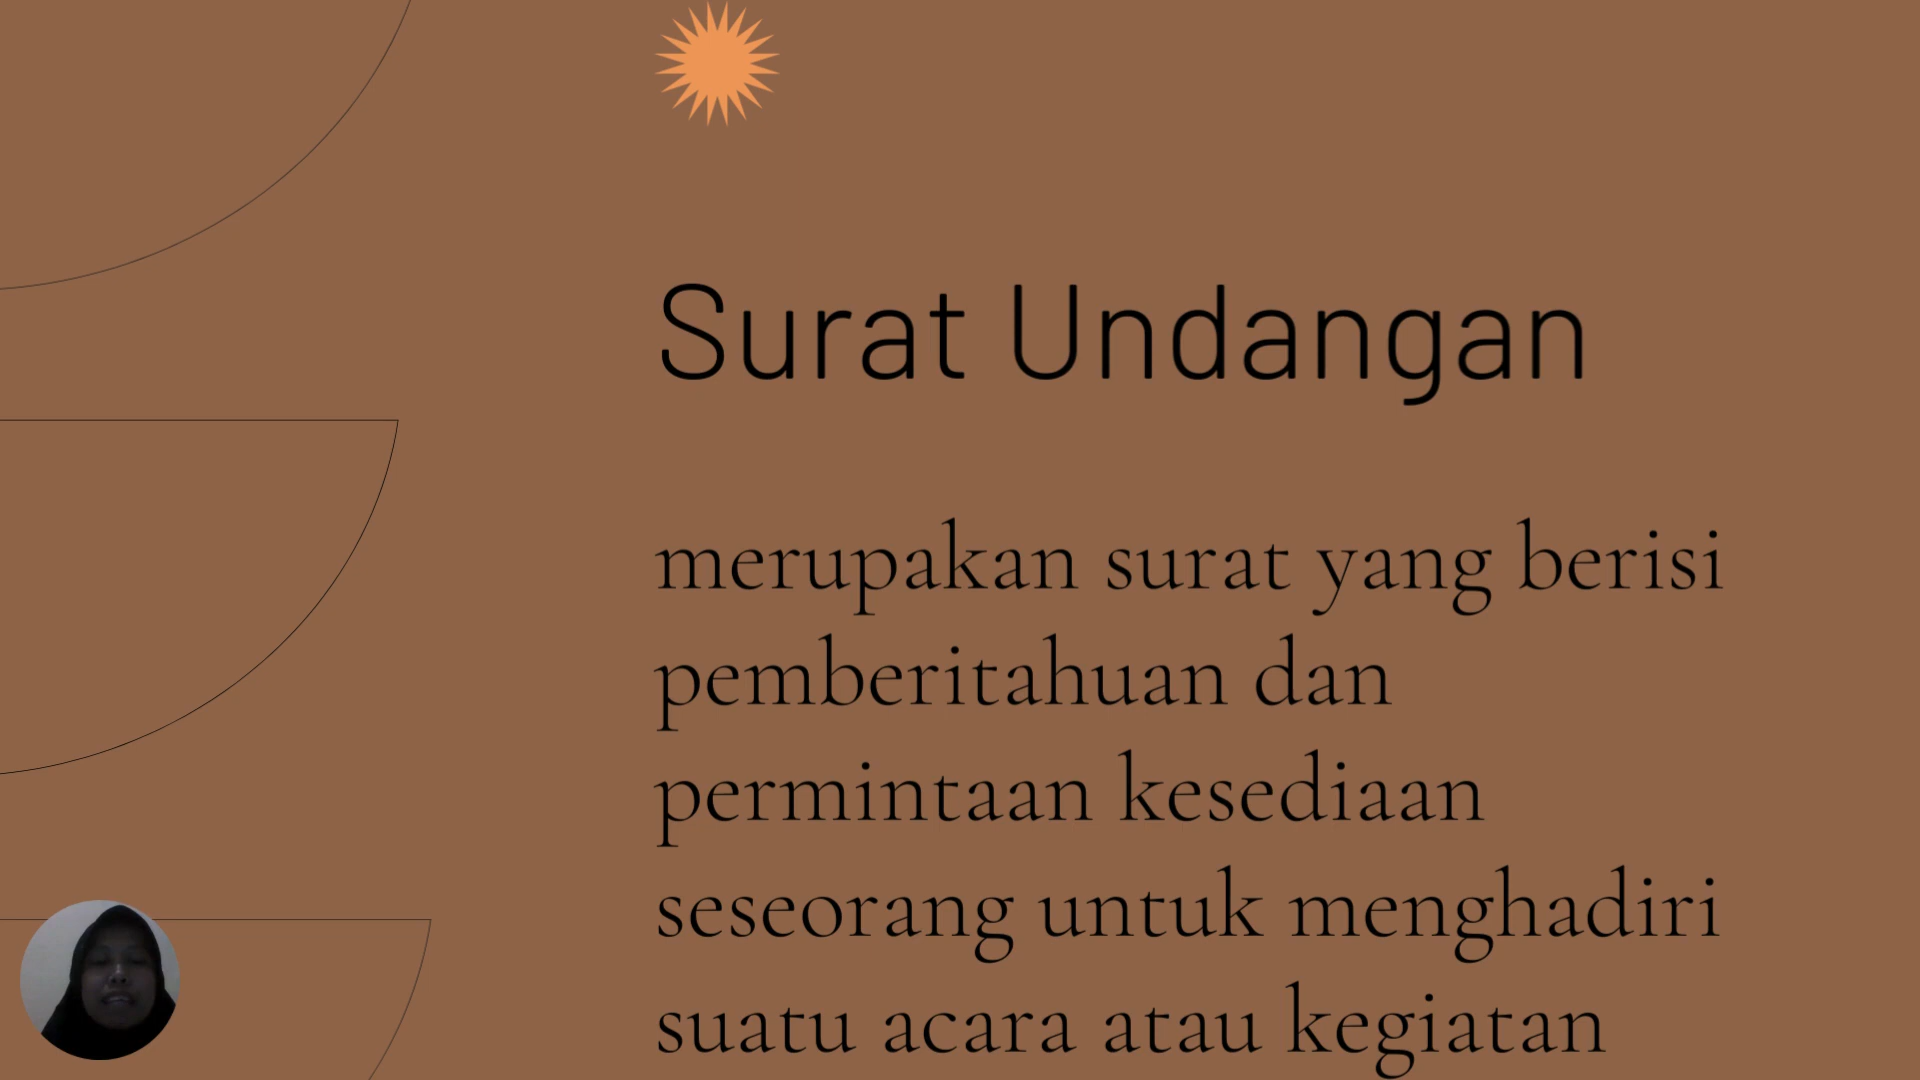 Surat Undangan
merupakan surat yang berisi
pemberitahuan dan
permintaan kesediaan
seseorang untuk menghadiri
suatu acara atau kegiatan